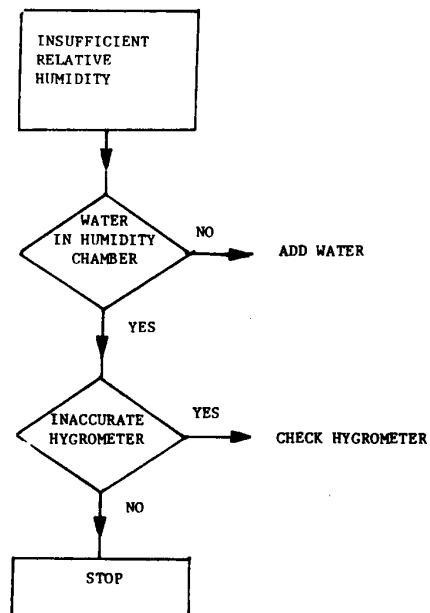 INSUFFICIENT
RELATIVE
HUMIDITY
WATER
IN HUMIDITY
CHAMBER
NO
ADD WATER
YES
INACCURATE
HYGROMETER
YES
CHECK HYGROMETER
NO
STOP